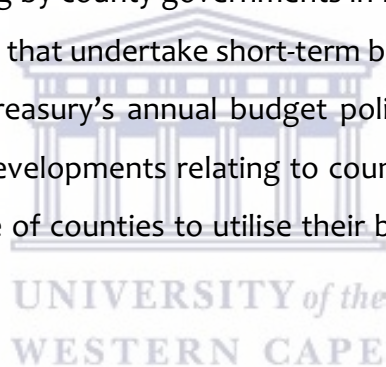 g by county governments in
that undertake short-term b
reasury's annual budget poli
evelopments relating to coun
e of counties to utilise their b
UNIVERSITY of the
WESTERN CAPE